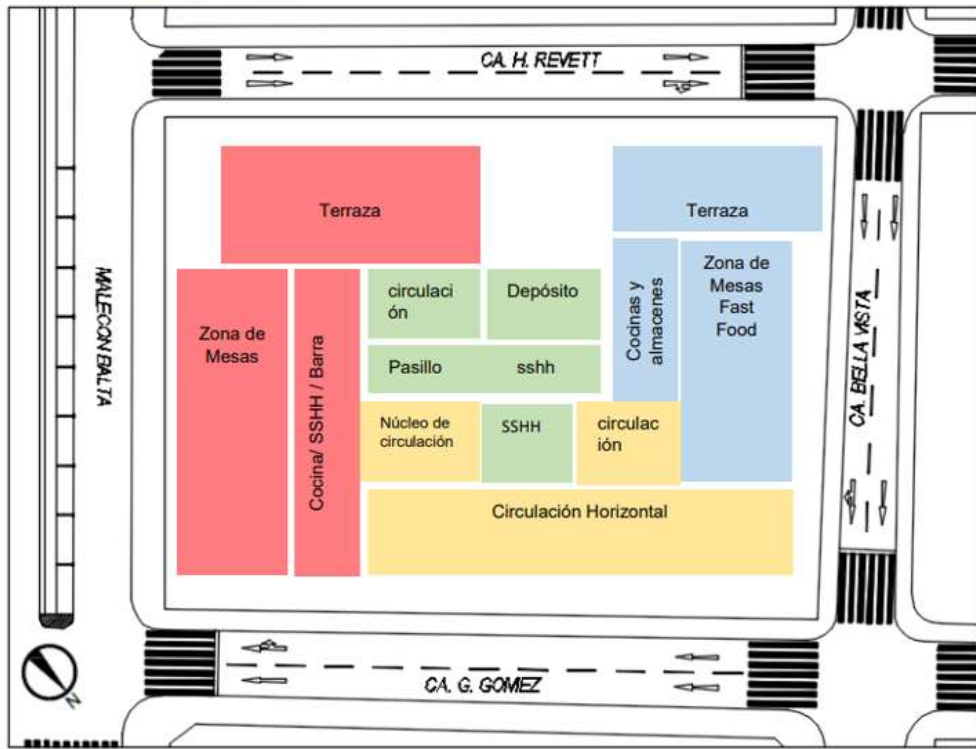 CA. H. REVETT
Terraza
Terraza
MALECON BALTA
Zona de
Mesas
Cocina/ SSHH / Barra
circulaci
ón
Depósito
Cocinas y
almacenes
Zona de
Mesas
Fast
Food
CA. BELLA VISTA
Pasillo
sshh
Núcleo de
circulación
SSHH
circulac
ión
Circulación Horizontal
CA. G. GOMEZ
N